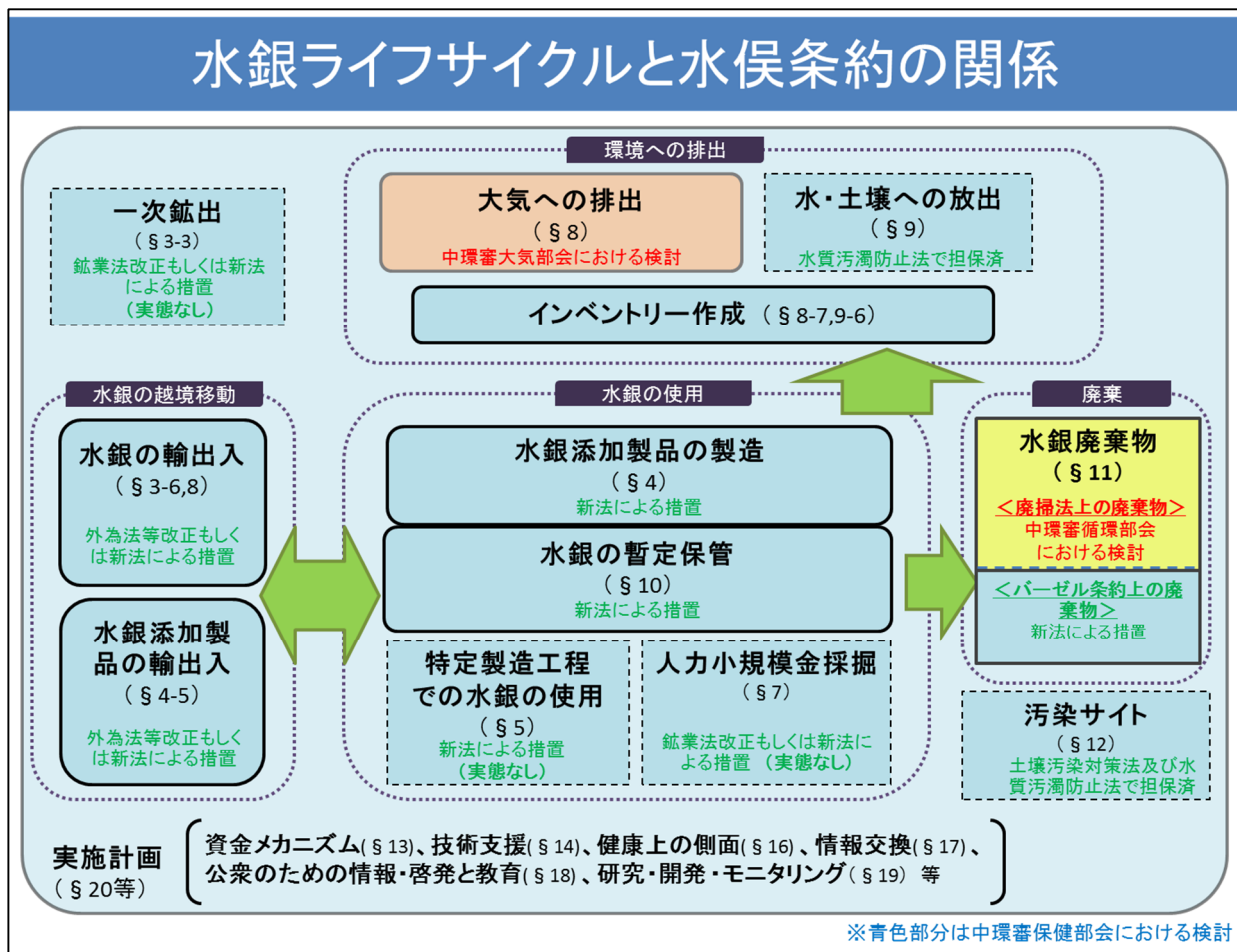 水銀ライフサイクルと水俣条約の関係
環境への排出
一次鉱出
(§3-3)
鉱業法改正もしくは新法
による措置
(実態なし)
大気への排出
(§8)
中環審大気部会における検討
水・土壌への放出
(§9)
水質汚濁防止法で担保済
インベントリー作成 (§8-7,9-6)
水銀の越境移動
水銀の輸出入
(§3-6,8)
外為法等改正もしく
は新法による措置
水銀添加製
品の輸出入
(§4-5)
外為法等改正もしく
は新法による措置
水銀の使用
水銀添加製品の製造
(§4)
新法による措置
水銀の暫定保管
(§10)
新法による措置
特定製造工程
での水銀の使用
(§5)
新法による措置
(実態なし)
人力小規模金採掘
(§7)
鉱業法改正もしくは新法に
よる措置 (実態なし)
廃棄
水銀廃棄物
(§11)
<廃掃法上の廃棄物>
中環審循環部会
における検討
<バーゼル条約上の廃
棄物>
新法による措置
汚染サイト
(§12)
土壌汚染対策法及び水
質汚濁防止法で担保済
実施計画
(§20等)
資金メカニズム(§13)、技術支援(§14)、健康上の側面(§16)、情報交換(§17)、
公衆のための情報・啓発と教育(§18)、研究・開発・モニタリング(§19) 等
※青色部分は中環審保健部会における検討